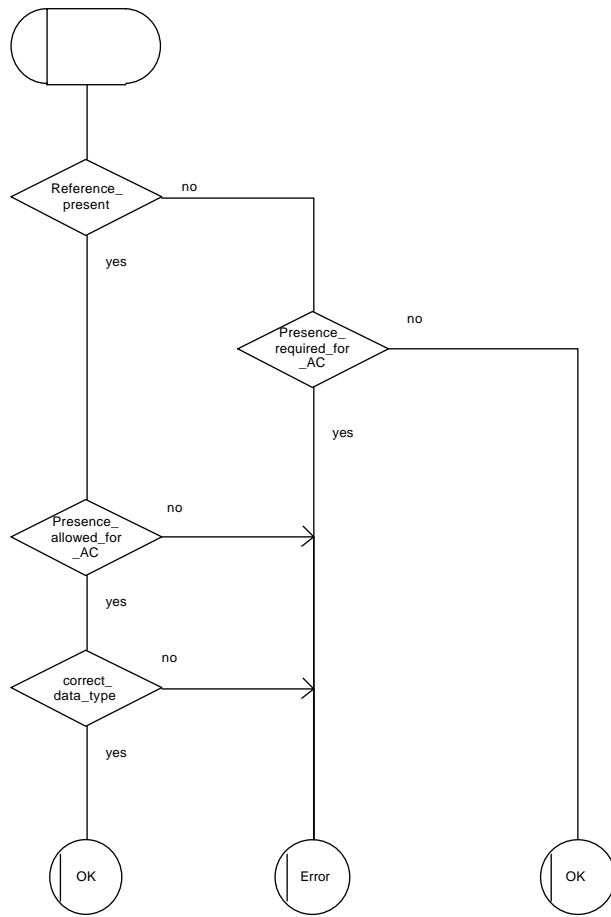 Reference_
present
no
yes
Presence_
required_for
_AC
no
yes
Presence_
allowed_for
_AC
no
yes
correct_
data_type
no
yes
OK
Error
OK